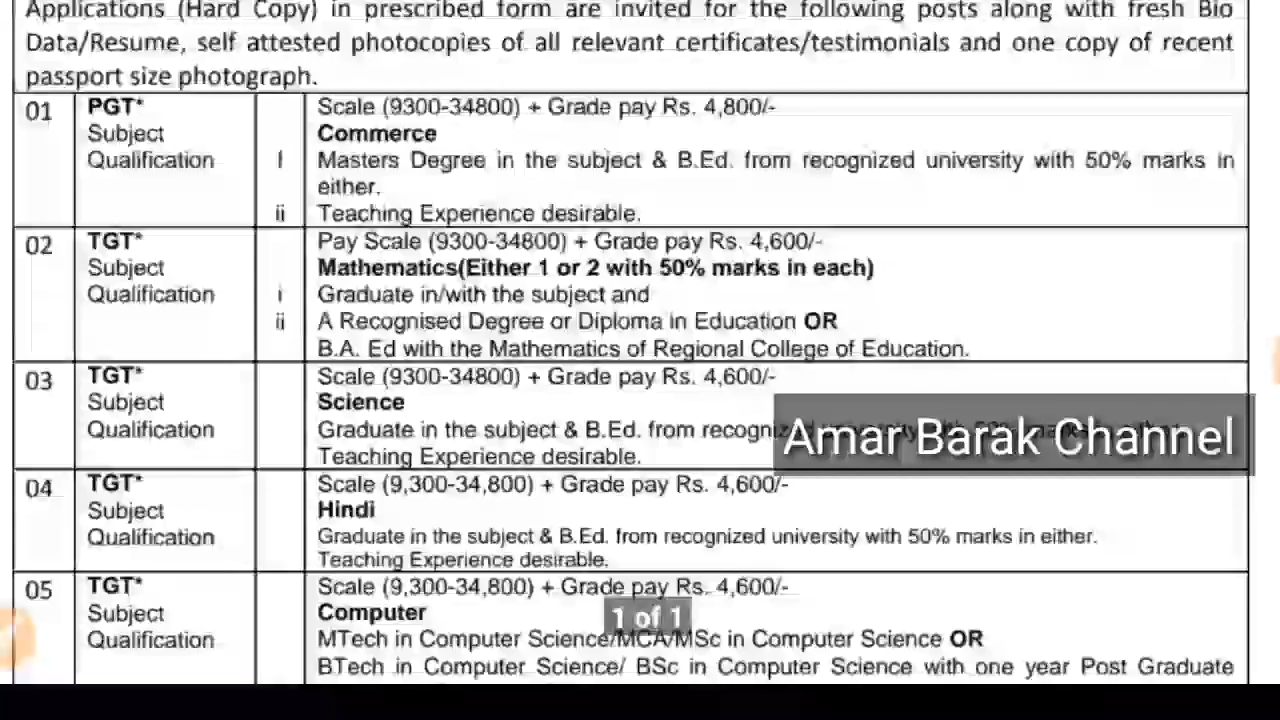 Applications (Hard Copy) in prescribed form are invited for the following posts along with fresh Bio
Data/Resume, self attested photocopies of all relevant certificates/testimonials and one copy of recent
passport size photograph.
01 PGT* Scale (9300-34800) + Grade pay Rs. 4,800/-
Subject Commerce
Qualification I Masters Degree in the subject & B.Ed. from recognized university with 50% marks in
either.
ii Teaching Experience desirable.
02 TGT* Pay Scale (9300-34800) + Grade pay Rs. 4,600/-
Subject Mathematics(Either 1 or 2 with 50% marks in each)
Qualification i Graduate in/with the subject and
ii A Recognised Degree or Diploma in Education OR
B.A. Ed with the Mathematics of Regional College of Education.
03 TGT* Scale (9300-34800) + Grade pay Rs. 4,600/-
Subject Science
Qualification Graduate in the subject & B.Ed. from
Teaching Experience desirable.
Amar Barak Channel
04 TGT* Scale (9,300-34,800) + Grade pay Rs. 4,600/-
Subject Hindi
Qualification Graduate in the subject & B.Ed. from recognized university with 50% marks in either.
Teaching Experience desirable.
05 TGT* Scale (9,300-34,800) + Grade pay Rs. 4,600/-
Subject Computer
1 of 1
Qualification MTech in Computer Science/MCA/MSc in Computer Science OR
BTech in Computer Science/ BSc in Computer Science with one year Post Graduate